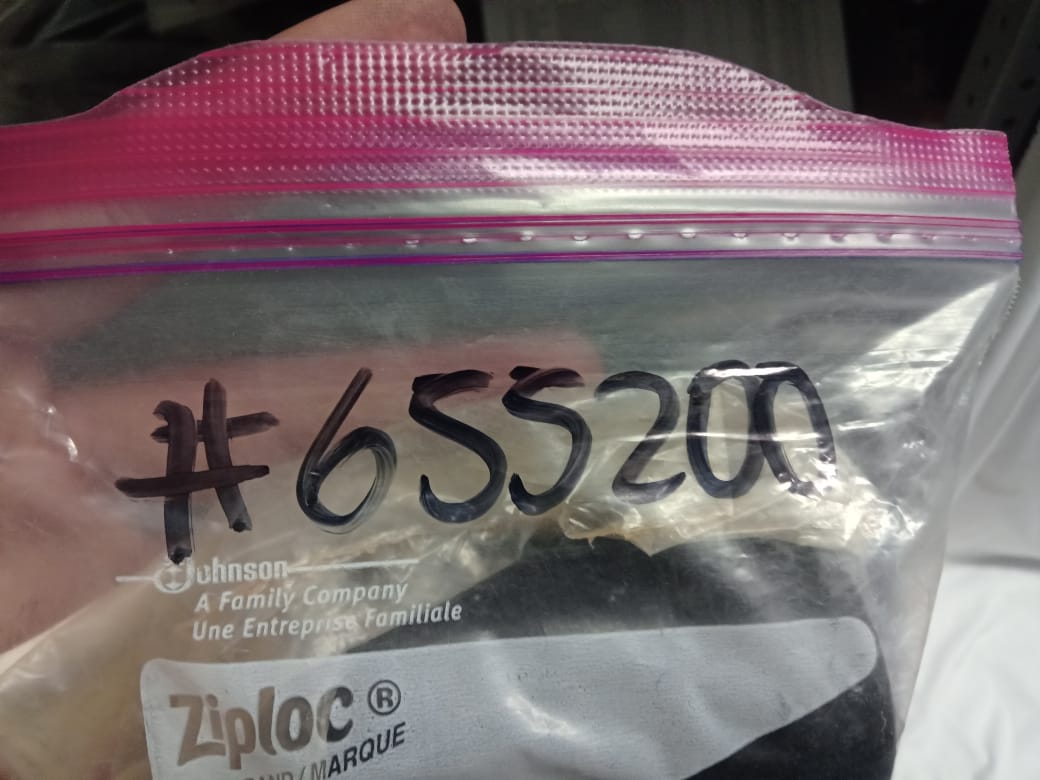 #655200
Johnson
A Family Company
Une Entreprise Familiale
Ziploc®
/ MARQUE